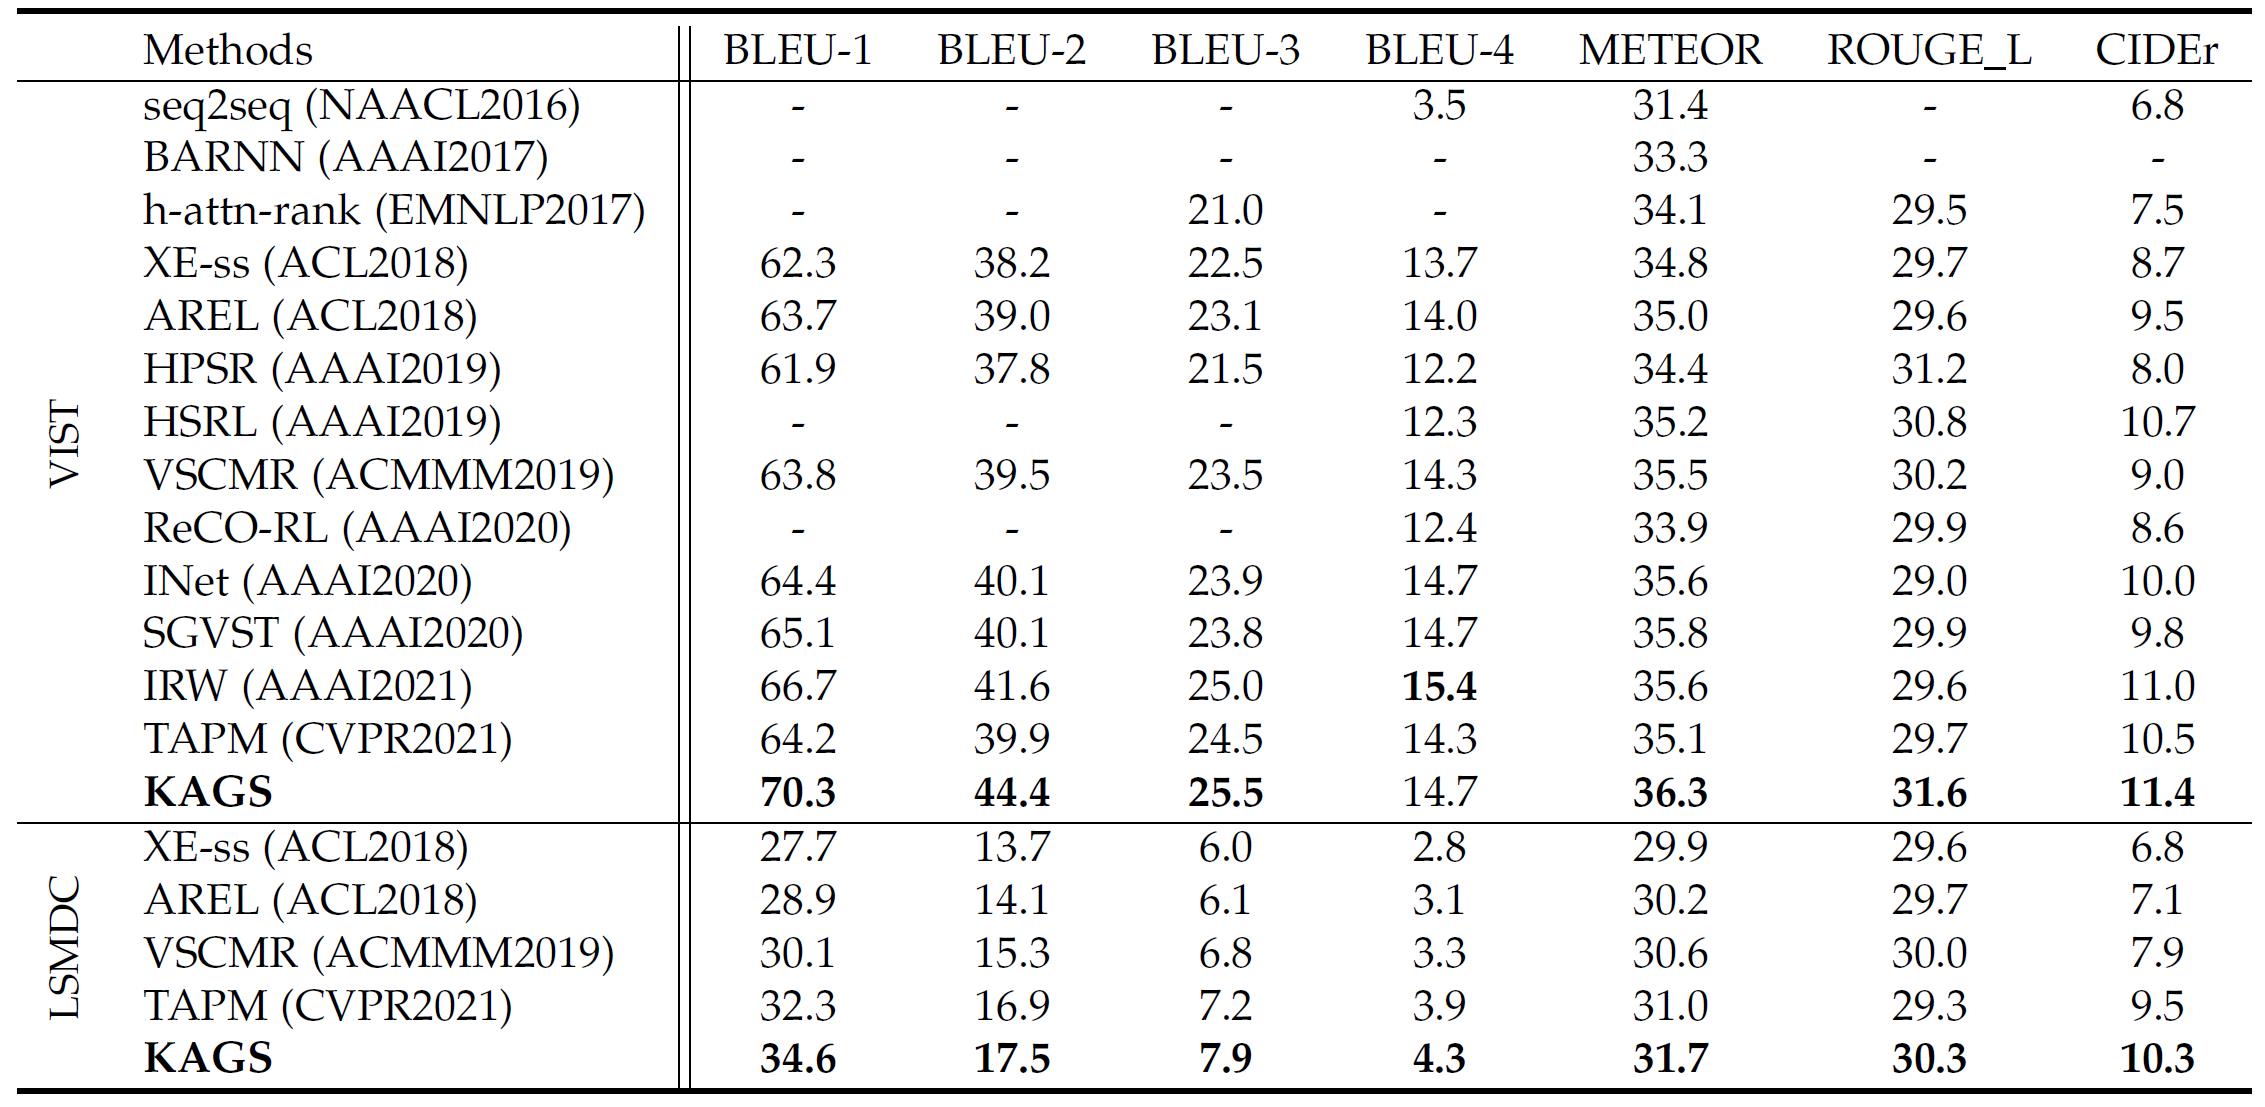 Methods BLEU-1 BLEU-2 BLEU-3 BLEU-4 METEOR ROUGE_L CIDEr
VIST
seq2seq (NAACL2016) - - - 3.5 31.4 - 6.8
BARNN (AAAI2017) - - - - 33.3 - -
h-attn-rank (EMNLP2017) - - 21.0 - 34.1 29.5 7.5
XE-ss (ACL2018) 62.3 38.2 22.5 13.7 34.8 29.7 8.7
AREL (ACL2018) 63.7 39.0 23.1 14.0 35.0 29.6 9.5
HPSR (AAAI2019) 61.9 37.8 21.5 12.2 34.4 31.2 8.0
HSRL (AAAI2019) - - - 12.3 35.2 30.8 10.7
VSCMR (ACMMM2019) 63.8 39.5 23.5 14.3 35.5 30.2 9.0
ReCO-RL (AAAI2020) - - - 12.4 33.9 29.9 8.6
INet (AAAI2020) 64.4 40.1 23.9 14.7 35.6 29.0 10.0
SGVST (AAAI2020) 65.1 40.1 23.8 14.7 35.8 29.9 9.8
IRW (AAAI2021) 66.7 41.6 25.0 15.4 35.6 29.6 11.0
TAPM (CVPR2021) 64.2 39.9 24.5 14.3 35.1 29.7 10.5
KAGS 70.3 44.4 25.5 14.7 36.3 31.6 11.4
LSMDC
XE-ss (ACL2018) 27.7 13.7 6.0 2.8 29.9 29.6 6.8
AREL (ACL2018) 28.9 14.1 6.1 3.1 30.2 29.7 7.1
VSCMR (ACMMM2019) 30.1 15.3 6.8 3.3 30.6 30.0 7.9
TAPM (CVPR2021) 32.3 16.9 7.2 3.9 31.0 29.3 9.5
KAGS 34.6 17.5 7.9 4.3 31.7 30.3 10.3